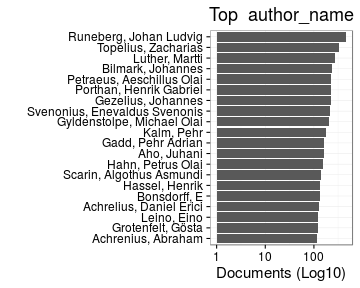 Top author_name
Runeberg, Johan Ludvig
Topelius, Zacharias
Luther, Martti
Bilmark, Johannes
Petraeus, Aeschillus Olai
Porthan, Henrik Gabriel
Gezelius, Johannes
Svenonius, Enevaldus Svenonis
Gyldenstolpe, Michael Olai
Kalm, Pehr
Gadd, Pehr Adrian
Aho, Juhani
Hahn, Petrus Olai
Scarin, Algothus Asmundi
Hassel, Henrik
Bonsdorff, E
Achrelius, Daniel Erici
Leino, Eino
Grotenfelt, Gösta
Achrenius, Abraham
1 10 100
Documents (Log10)